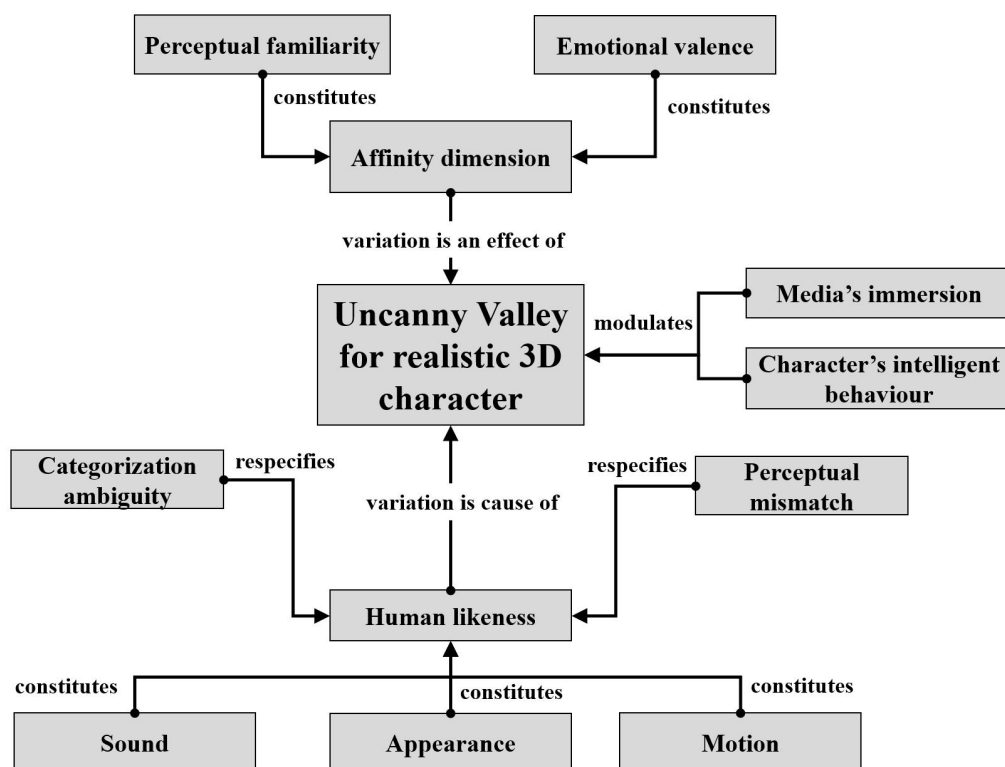 Perceptual familiarity
Emotional valence
constitutes
constitutes
Affinity dimension
variation is an effect of
Uncanny Valley
for realistic 3D
character
modulates
Media’s immersion
Character’s intelligent
behaviour
Categorization
ambiguity
respecifies
respecifies
Perceptual
mismatch
variation is cause of
Human likeness
constitutes
constitutes
constitutes
Sound
Appearance
Motion